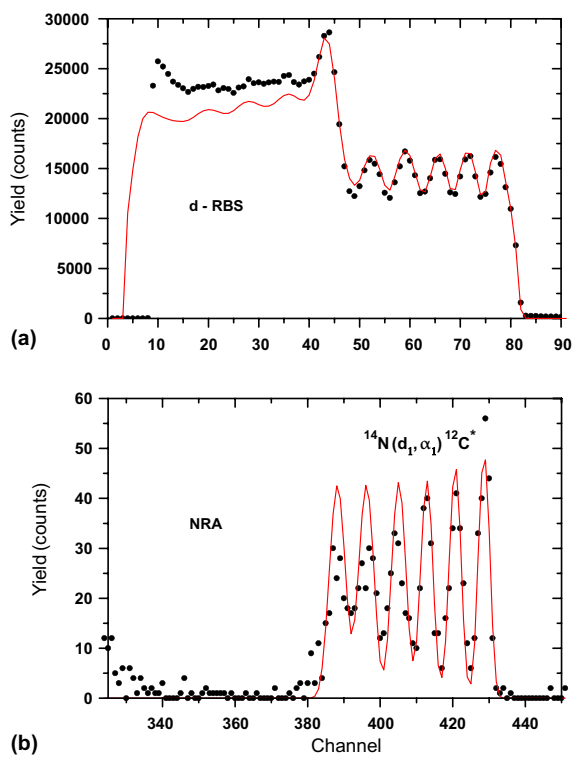 30000
25000
20000
15000
10000
5000
0
Yield (counts)
d - RBS
0 10 20 30 40 50 60 70 80 90
(a)
60
50
40
30
20
10
0
Yield (counts)
¹⁴N (d₁, α₁) ¹²C*
NRA
340 360 380 400 420 440
Channel
(b)